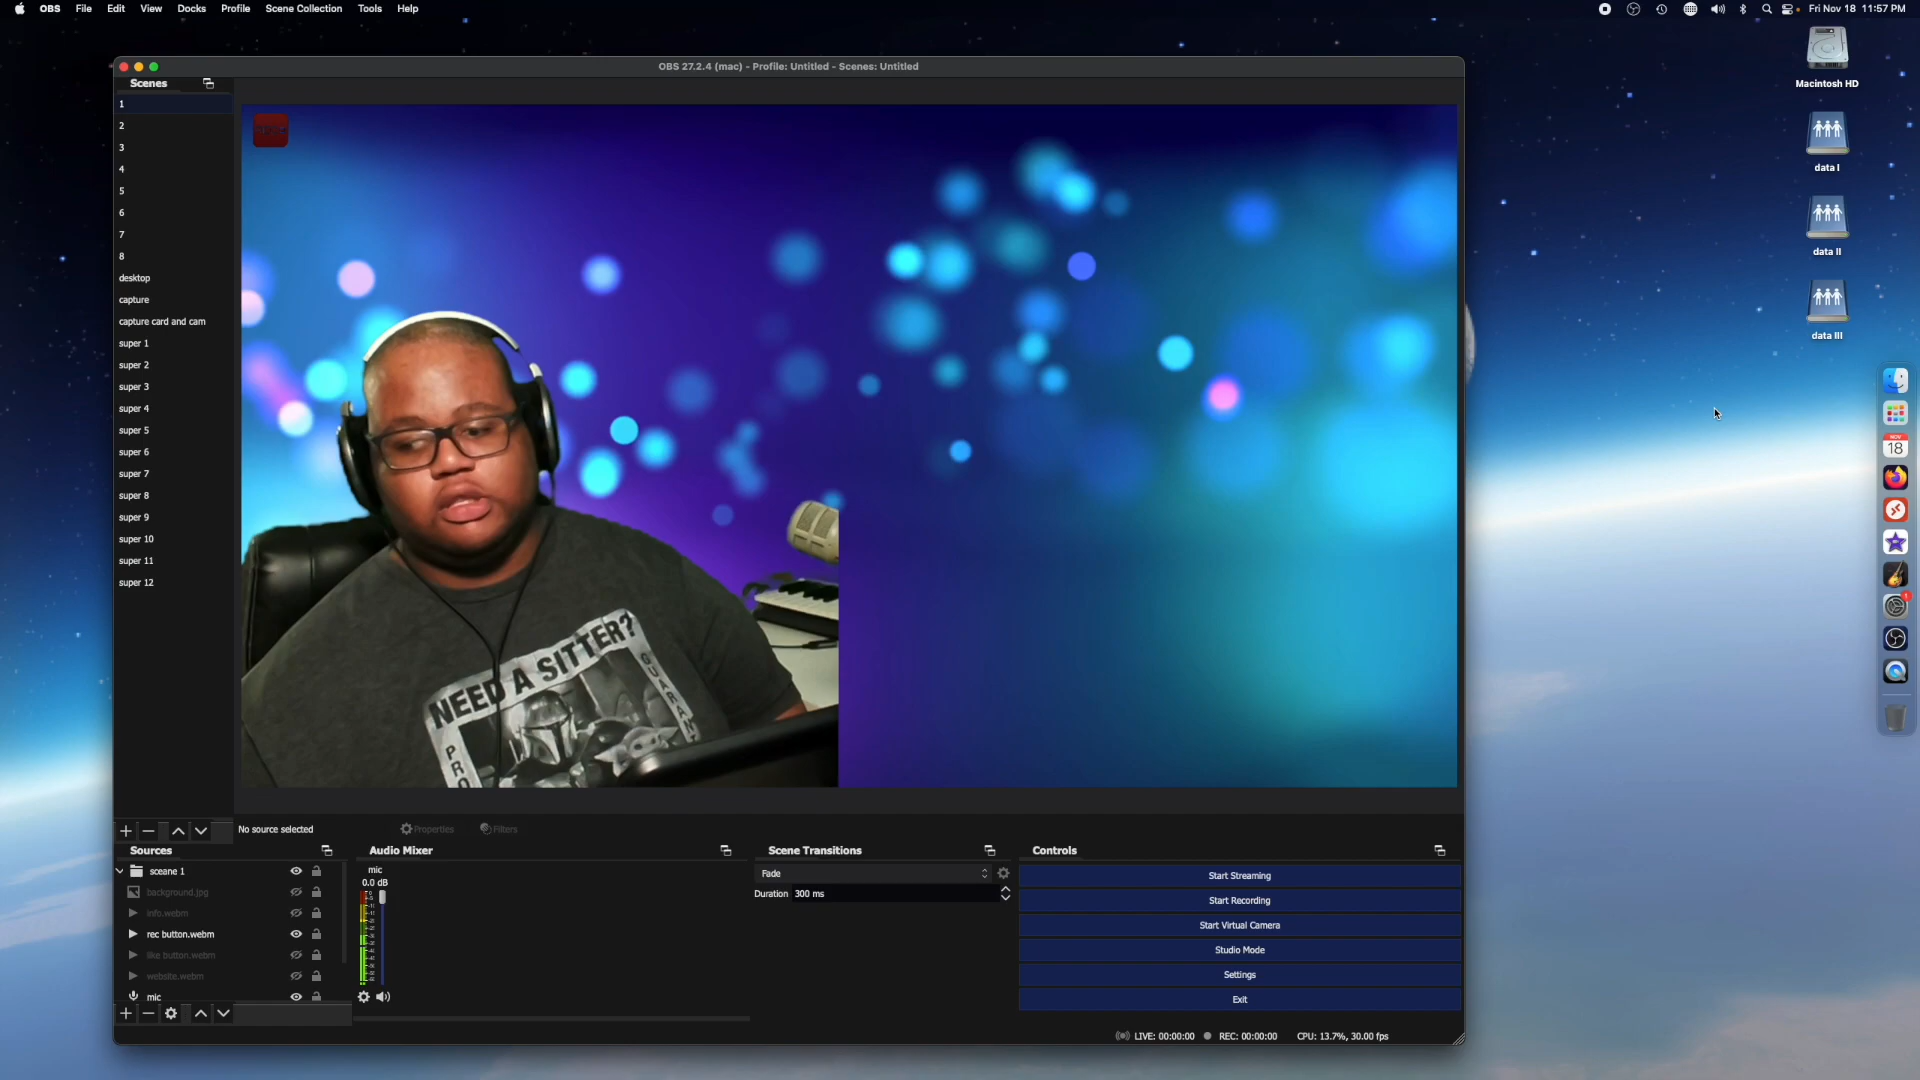 OBS File Edit View Docks Profile Scene Collection Tools Help
Fri Nov 18 11:57 PM
OBS 27.2.4 (mac) - Profile: Untitled - Scenes: Untitled
Scenes
1
2
3
4
5
6
7
8
desktop
capture
capture card and cam
super 1
super 2
super 3
super 4
super 5
super 6
super 7
super 8
super 9
super 10
super 11
super 12
NEED A SITTER?
PRO
GUARAN
Macintosh HD
data I
data II
data III
NOV
18
1
No source selected
Properties
Filters
Sources
sceane 1
background.jpg
info.webm
rec button.webm
like button.webm
website.webm
mic
Audio Mixer
mic
0.0 dB
Scene Transitions
Fade
Duration 300 ms
Controls
Start Streaming
Start Recording
Start Virtual Camera
Studio Mode
Settings
Exit
LIVE: 00:00:00 REC: 00:00:00 CPU: 13.7%, 30.00 fps